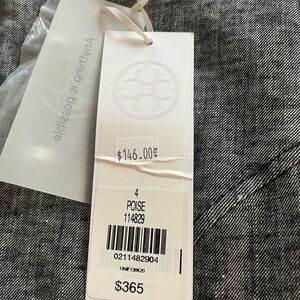 Anything is possible
$146.00
4
POISE
114829
0211482904
$365